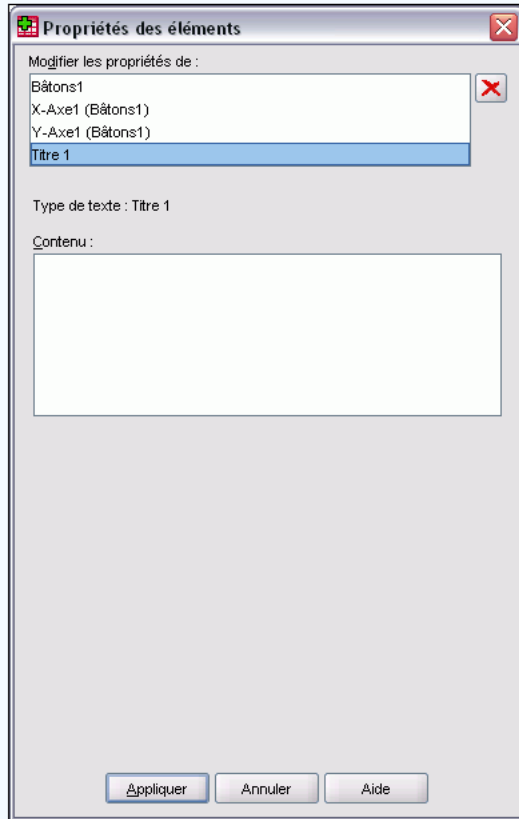 Propriétés des éléments
Modifier les propriétés de :
Bâtons1
X-Axe1 (Bâtons1)
Y-Axe1 (Bâtons1)
Titre 1
Type de texte : Titre 1
Contenu :
Appliquer Annuler Aide